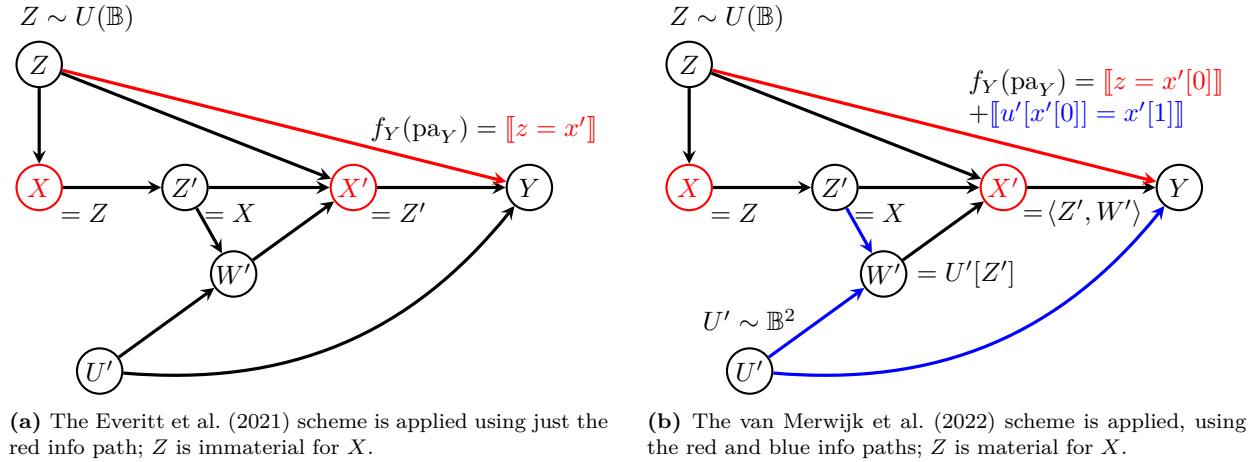 Z ∼ U(𝔹)
Z
f_Y(pa_Y) = ⟦z = x′⟧
X
= Z
Z′
= X
X′
= Z′
Y
W′
U′
(a) The Everitt et al. (2021) scheme is applied using just the
red info path; Z is immaterial for X.
Z ∼ U(𝔹)
Z
f_Y(pa_Y) = ⟦z = x′[0]⟧
+⟦u′[x′[0]] = x′[1]⟧
X
= Z
Z′
= X
X′
= ⟨Z′, W′⟩
Y
W′
= U′[Z′]
U′ ∼ 𝔹²
U′
(b) The van Merwijk et al. (2022) scheme is applied, using
the red and blue info paths; Z is material for X.